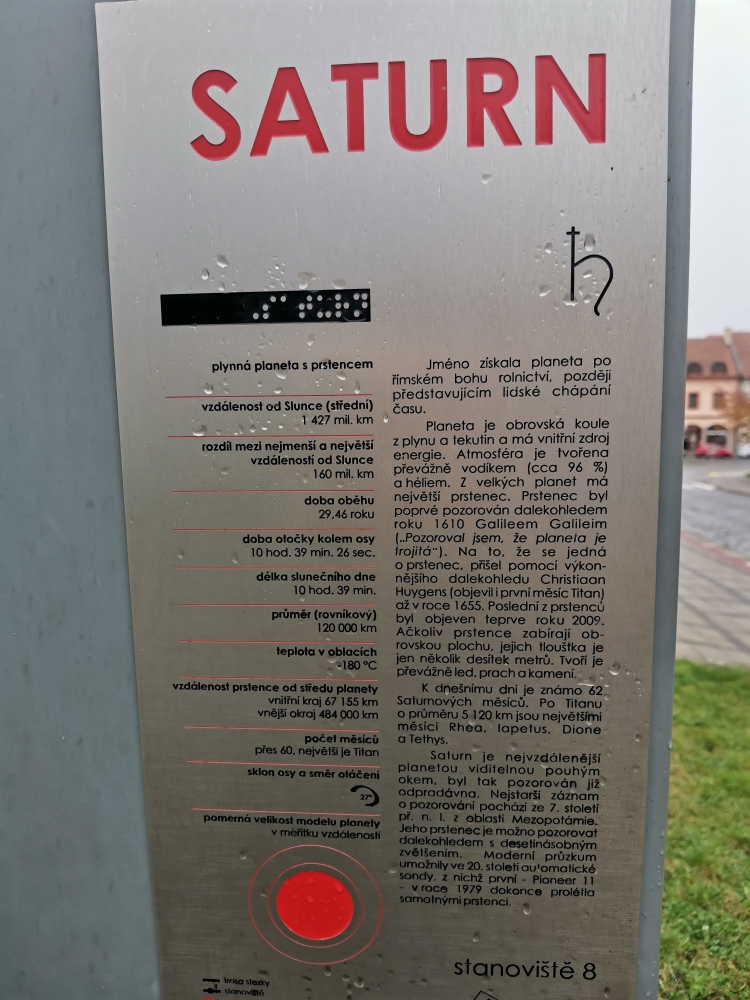 SATURN
plynná planeta s prstencem
vzdálenost od Slunce (střední)
1 427 mil. km
rozdíl mezi nejmenší a největší
vzdáleností od Slunce
160 mil. km
doba oběhu
29,46 roku
doba otočky kolem osy
10 hod. 39 min. 26 sec.
délka slunečního dne
10 hod. 39 min.
průměr (rovníkový)
120 000 km
teplota v oblacích
-180 °C
vzdálenost prstence od středu planety
vnitřní kraj 67 155 km
vnější okraj 484 000 km
počet měsíců
přes 60, největší je Titan
sklon osy a směr otáčení
27°
pomerná velikost modelu planety
v měřítku vzdáleností
trasa stezky
stanoviště
Jméno získala planeta po
římském bohu rolnictví, později
představujícím lidské chápání
času.
Planeta je obrovská koule
z plynu a tekutin a má vnitřní zdroj
energie. Atmosféra je tvořena
převážně vodíkem (cca 96 %)
a héliem. Z velkých planet má
největší prstenec. Prstenec byl
poprvé pozorován dalekohledem
roku 1610 Galileem Galileim
(„Pozoroval jsem, že planeta je
trojitá“). Na to, že se jedná
o prstenec, přišel pomocí výkon-
nějšího dalekohledu Christiaan
Huygens (objevil i první měsíc Titan)
až v roce 1655. Poslední z prstenců
byl objeven teprve roku 2009.
Ačkoliv prstence zabírají ob-
rovskou plochu, jejich tloušťka je
jen několik desítek metrů. Tvoří je
převážně led, prach a kamení.
K dnešnímu dni je známo 62
Saturnových měsíců. Po Titanu
o průměru 5 120 km jsou největšími
měsíci Rhea, Iapetus, Dione
a Tethys.
Saturn je nejvzdálenější
planetou viditelnou pouhým
okem, byl tak pozorován již
odpradávna. Nejstarší záznam
o pozorování pochází ze 7. století
př. n. l. z oblasti Mezopotámie.
Jeho prstenec je možno pozorovat
dalekohledem s desetinásobným
zvětšením. Moderní průzkum
umožnily ve 20. století automatické
sondy, z nichž první - Pioneer 11
- v roce 1979 dokonce prolétla
samotnými prstenci.
stanoviště 8